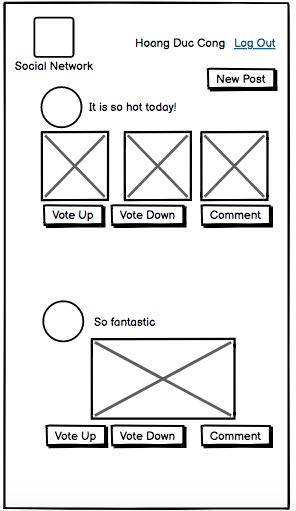 Hoang Duc Cong Log Out
Social Network
New Post
It is so hot today!
Vote Up Vote Down Comment
So fantastic
Vote Up Vote Down Comment